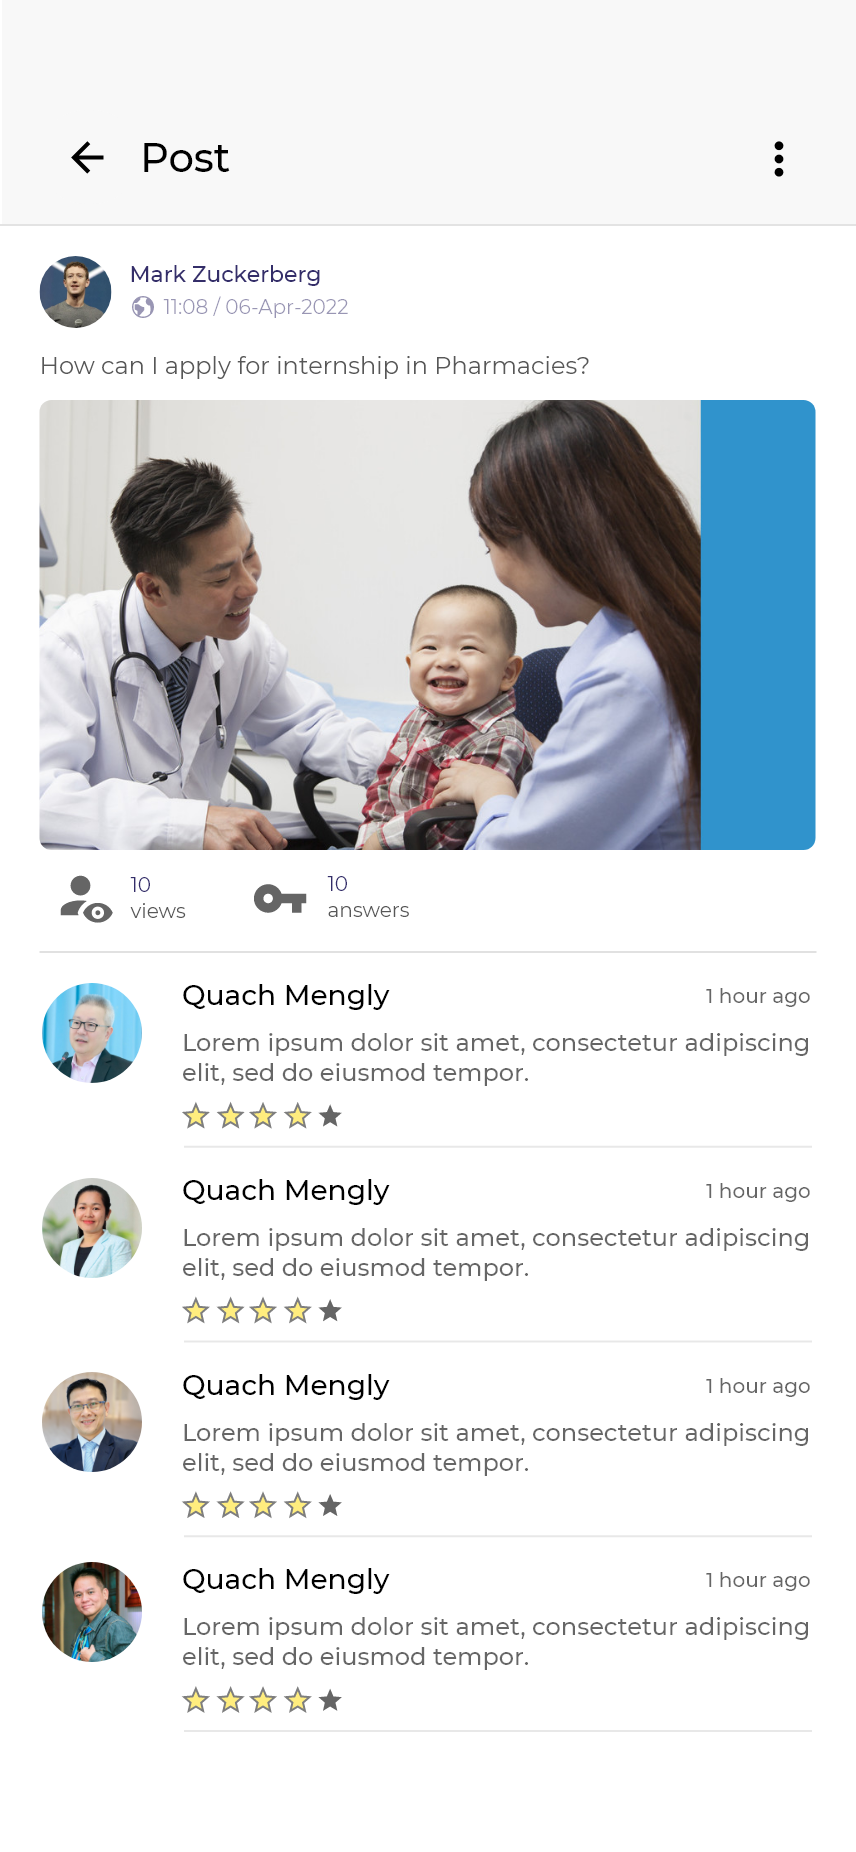 Post
Mark Zuckerberg
11:08 / 06-Apr-2022
How can I apply for internship in Pharmacies?
10
views
10
answers
Quach Mengly
1 hour ago
Lorem ipsum dolor sit amet, consectetur adipiscing
elit, sed do eiusmod tempor.
Quach Mengly
1 hour ago
Lorem ipsum dolor sit amet, consectetur adipiscing
elit, sed do eiusmod tempor.
Quach Mengly
1 hour ago
Lorem ipsum dolor sit amet, consectetur adipiscing
elit, sed do eiusmod tempor.
Quach Mengly
1 hour ago
Lorem ipsum dolor sit amet, consectetur adipiscing
elit, sed do eiusmod tempor.